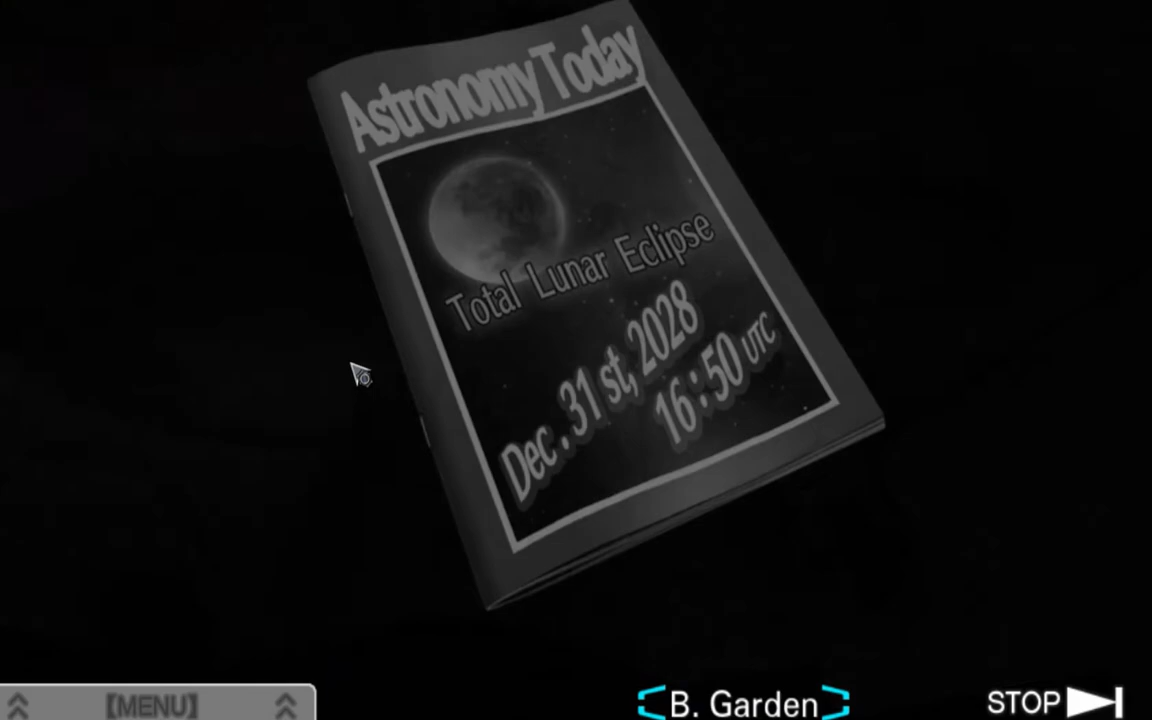 Astronomy Today
Total Lunar Eclipse
Dec. 31 st, 2028
16:50 UTC
[MENU]
B. Garden
STOP